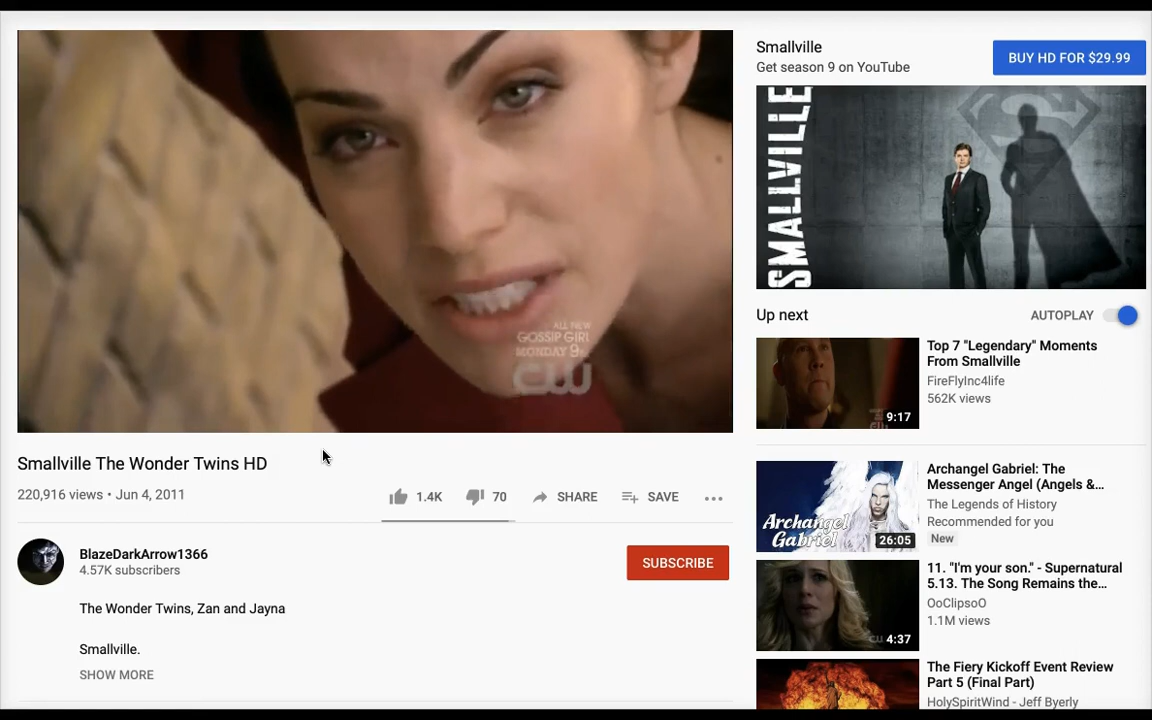 ALL NEW
GOSSIP GIRL
MONDAY 9c
CW
Smallville The Wonder Twins HD
220,916 views • Jun 4, 2011
1.4K 70 SHARE SAVE
BlazeDarkArrow1366
4.57K subscribers
SUBSCRIBE
The Wonder Twins, Zan and Jayna
Smallville.
SHOW MORE
Smallville
Get season 9 on YouTube
BUY HD FOR $29.99
SMALLVILLE
Up next
AUTOPLAY
9:17
Top 7 "Legendary" Moments
From Smallville
FireFlyInc4life
562K views
Archangel
Gabriel
26:05
Archangel Gabriel: The
Messenger Angel (Angels &...
The Legends of History
Recommended for you
New
CW 4:37
11. "I'm your son." - Supernatural
5.13. The Song Remains the...
OoClipsoO
1.1M views
The Fiery Kickoff Event Review
Part 5 (Final Part)
HolySpiritWind - Jeff Byerly